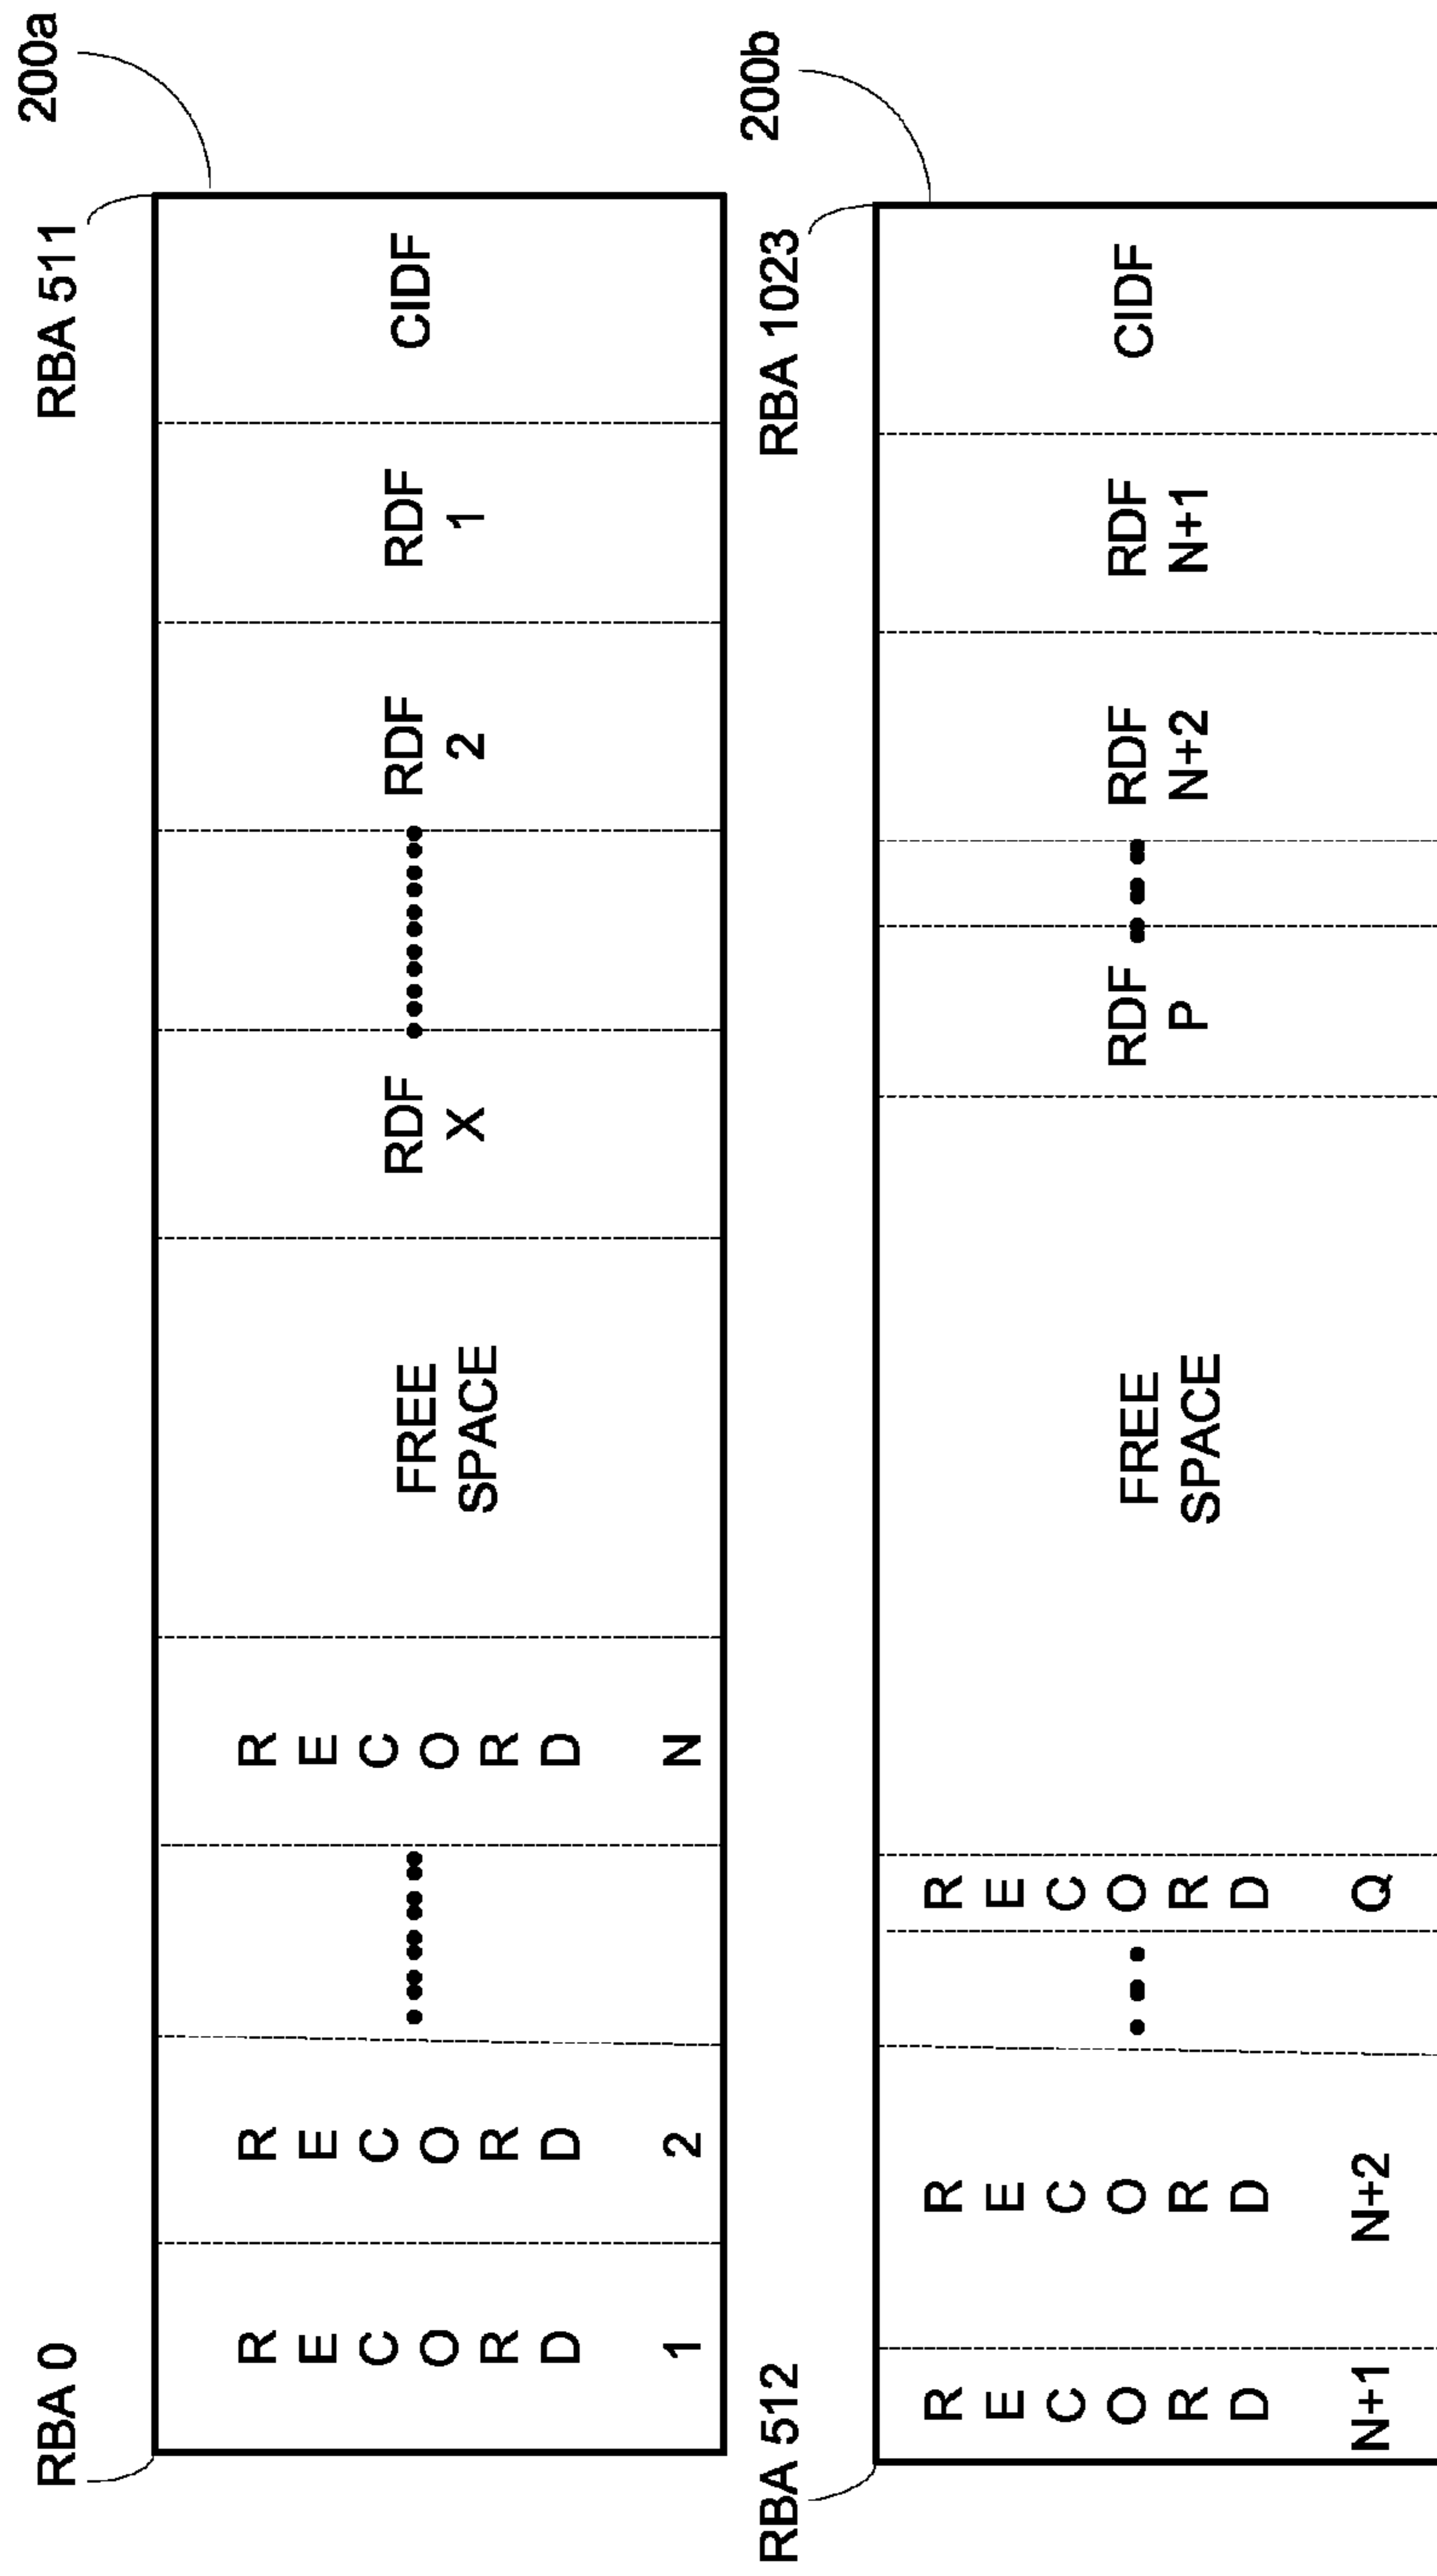 200a
RBA 0
RBA 511
RECORD 1
RECORD 2
RECORD N
FREE
SPACE
RDF
X
RDF
2
RDF
1
CIDF
200b
RBA 512
RBA 1023
RECORD N+1
RECORD N+2
RECORD Q
FREE
SPACE
RDF
P
RDF
N+2
RDF
N+1
CIDF